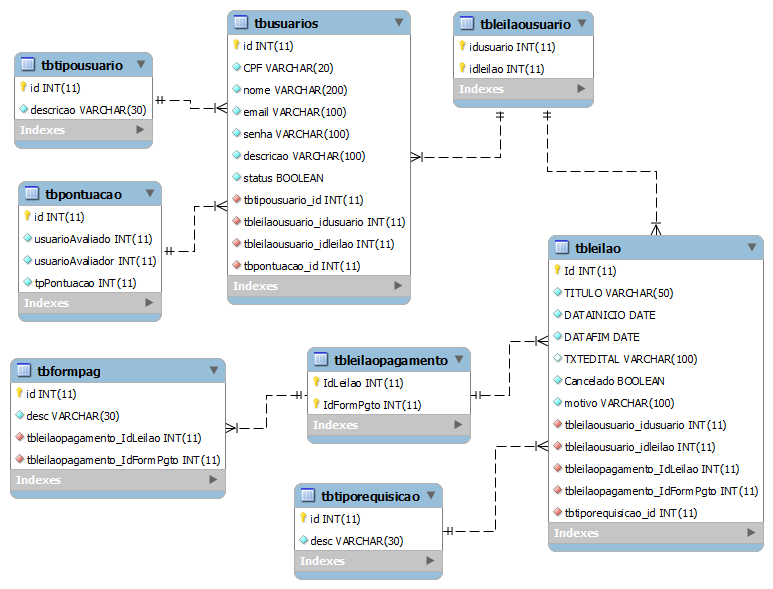 tbtipousuario
id INT(11)
descricao VARCHAR(30)
Indexes
tbusuarios
id INT(11)
CPF VARCHAR(20)
nome VARCHAR(200)
email VARCHAR(100)
senha VARCHAR(100)
descricao VARCHAR(100)
status BOOLEAN
tbtipousuario_id INT(11)
tbleilaousuario_idusuario INT(11)
tbleilaousuario_idleilao INT(11)
tbpontuacao_id INT(11)
Indexes
tbleilaousuario
idusuario INT(11)
idleilao INT(11)
Indexes
tbpontuacao
id INT(11)
usuarioAvaliado INT(11)
usuarioAvaliador INT(11)
tpPontuacao INT(11)
Indexes
tbleilao
Id INT(11)
TITULO VARCHAR(50)
DATAINICIO DATE
DATAFIM DATE
TXTEDITAL VARCHAR(100)
Cancelado BOOLEAN
motivo VARCHAR(100)
tbleilaousuario_idusuario INT(11)
tbleilaousuario_idleilao INT(11)
tbleilaopagamento_IdLeilao INT(11)
tbleilaopagamento_IdFormPgto INT(11)
tbtiporequisicao_id INT(11)
Indexes
tbformpag
id INT(11)
desc VARCHAR(30)
tbleilaopagamento_IdLeilao INT(11)
tbleilaopagamento_IdFormPgto INT(11)
Indexes
tbleilaopagamento
IdLeilao INT(11)
IdFormPgto INT(11)
Indexes
tbtiporequisicao
id INT(11)
desc VARCHAR(30)
Indexes